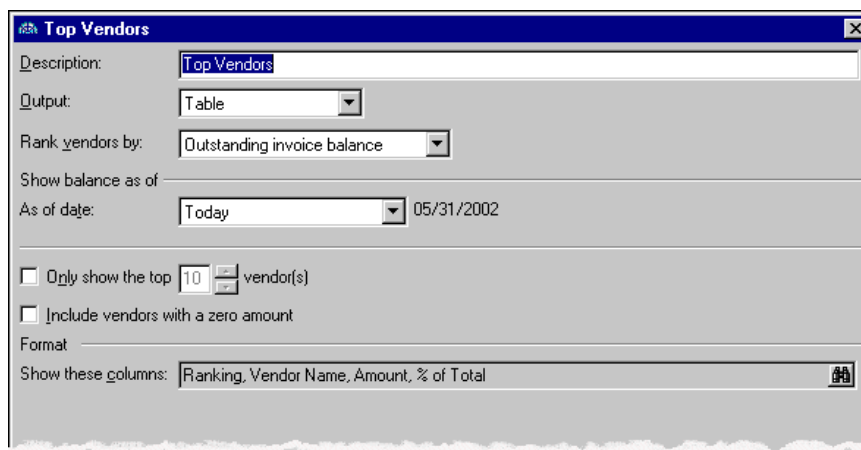 Top Vendors
Description: Top Vendors
Output: Table
Rank vendors by: Outstanding invoice balance
Show balance as of
As of date: Today 05/31/2002
Only show the top 10 vendor(s)
Include vendors with a zero amount
Format
Show these columns: Ranking, Vendor Name, Amount, % of Total